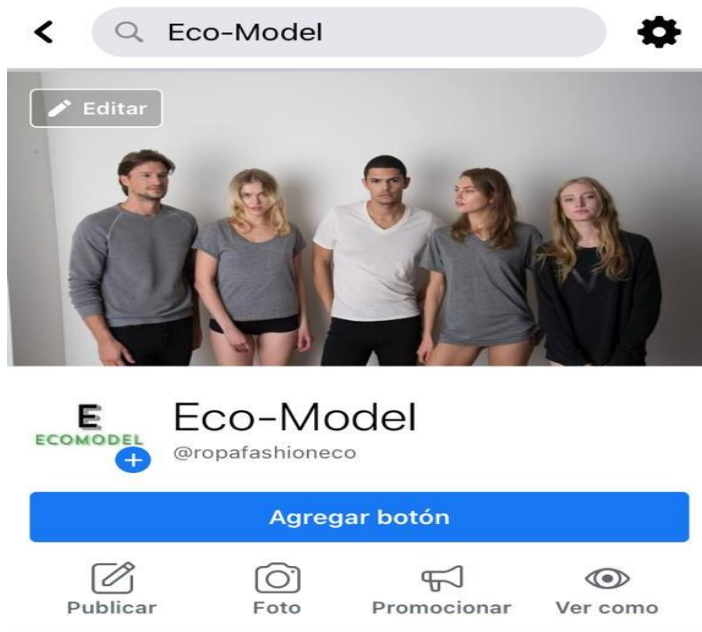 Eco-Model
Editar
E
ECOMODEL
Eco-Model
@ropafashioneco
Agregar botón
Publicar
Foto
Promocionar
Ver como